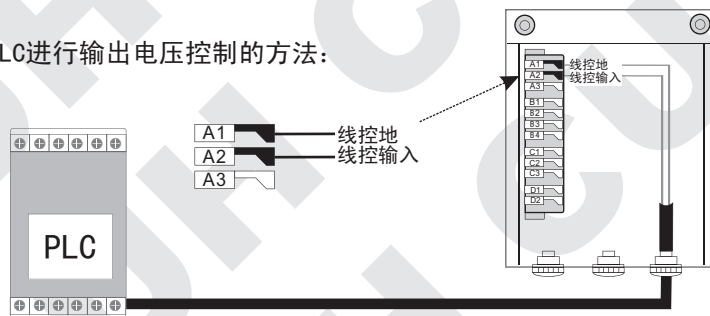 LC进行输出电压控制的方法:
A1 线控地
A2 线控输入
A3
PLC
A1 线控地
A2 线控输入
A3
B1
B2
B3
B4
C1
C2
C3
D1
D2